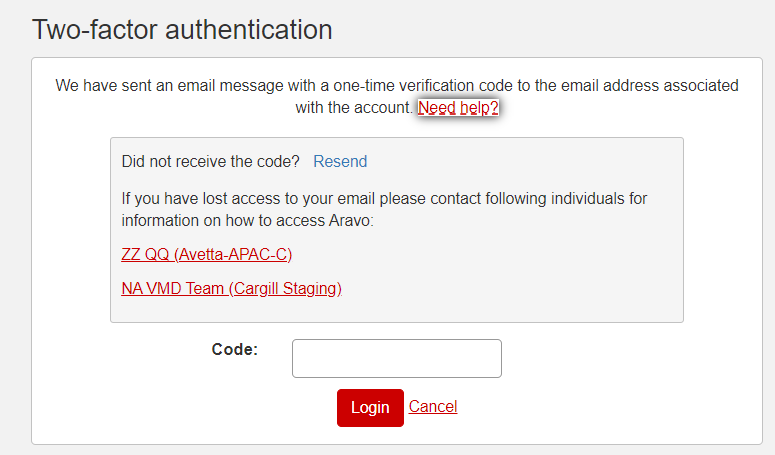 Two-factor authentication
We have sent an email message with a one-time verification code to the email address associated
with the account. Need help?
Did not receive the code? Resend
If you have lost access to your email please contact following individuals for
information on how to access Aravo:
ZZ QQ (Avetta-APAC-C)
NA VMD Team (Cargill Staging)
Code:
Login Cancel